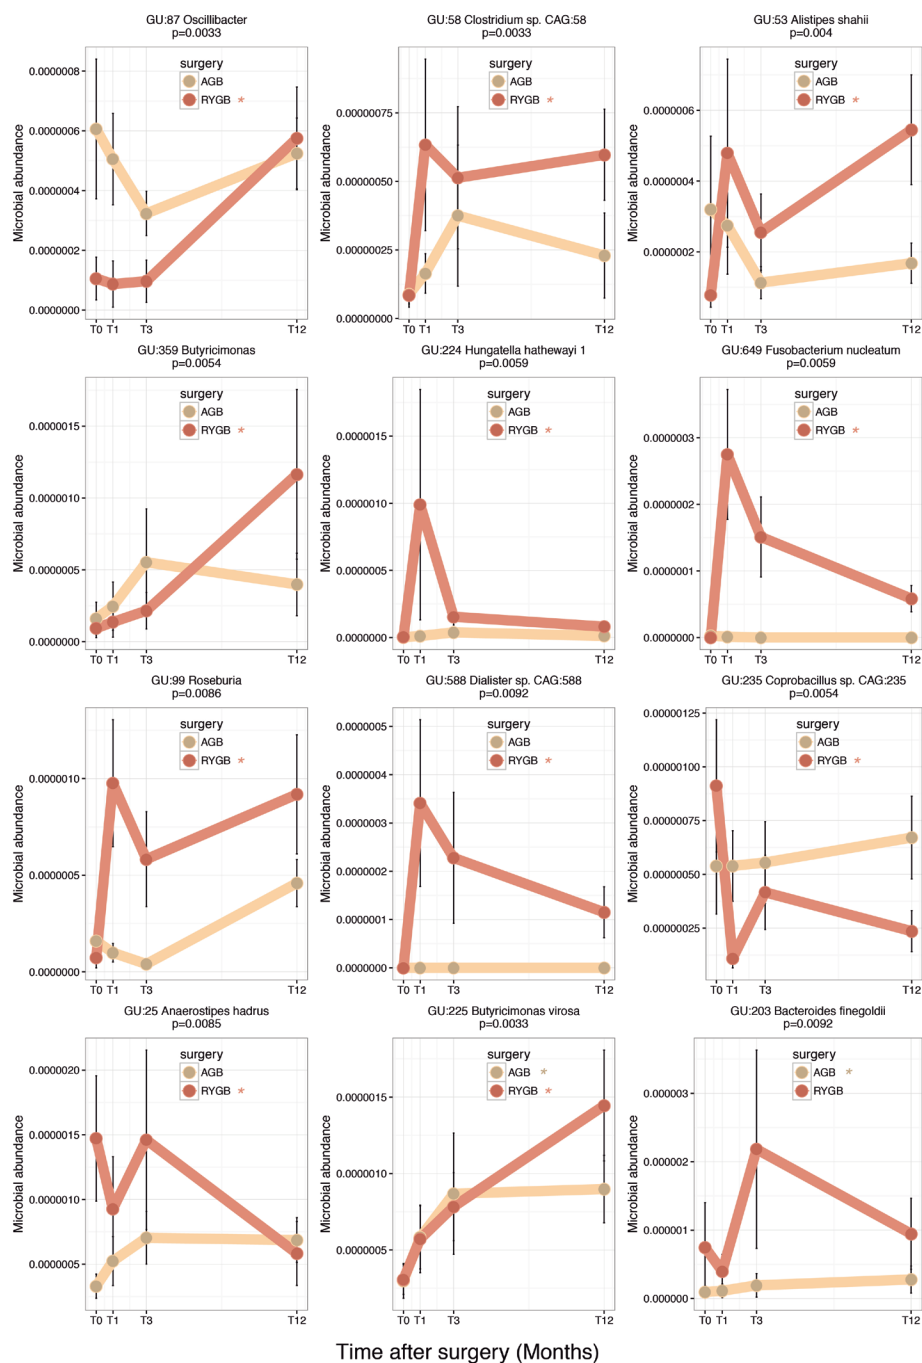 GU:87 Oscillibacter
p=0.0033
surgery
AGB
RYGB *
Microbial abundance
0.0000008
0.0000006
0.0000004
0.0000002
0.0000000
T0 T1 T3 T12
GU:58 Clostridium sp. CAG:58
p=0.0033
surgery
AGB
RYGB *
Microbial abundance
0.00000075
0.00000050
0.00000025
0.00000000
T0 T1 T3 T12
GU:53 Alistipes shahii
p=0.004
surgery
AGB
RYGB *
Microbial abundance
0.0000006
0.0000004
0.0000002
T0 T1 T3 T12
GU:359 Butyricimonas
p=0.0054
surgery
AGB
RYGB *
Microbial abundance
0.0000015
0.0000010
0.0000005
0.0000000
T0 T1 T3 T12
GU:224 Hungatella hathewayi 1
p=0.0059
surgery
AGB
RYGB *
Microbial abundance
0.0000015
0.0000010
0.0000005
0.0000000
T0 T1 T3 T12
GU:649 Fusobacterium nucleatum
p=0.0059
surgery
AGB
RYGB *
Microbial abundance
0.0000003
0.0000002
0.0000001
0.0000000
T0 T1 T3 T12
GU:99 Roseburia
p=0.0086
surgery
AGB
RYGB *
Microbial abundance
0.0000010
0.0000005
0.0000000
T0 T1 T3 T12
GU:588 Dialister sp. CAG:588
p=0.0092
surgery
AGB
RYGB *
Microbial abundance
0.0000005
0.0000004
0.0000003
0.0000002
0.0000001
0.0000000
T0 T1 T3 T12
GU:235 Coprobacillus sp. CAG:235
p=0.0054
surgery
AGB
RYGB *
Microbial abundance
0.00000125
0.00000100
0.00000075
0.00000050
0.00000025
T0 T1 T3 T12
GU:25 Anaerostipes hadrus
p=0.0085
surgery
AGB
RYGB *
Microbial abundance
0.0000020
0.0000015
0.0000010
0.0000005
T0 T1 T3 T12
GU:225 Butyricimonas virosa
p=0.0033
surgery
AGB *
RYGB *
Microbial abundance
0.0000015
0.0000010
0.0000005
T0 T1 T3 T12
GU:203 Bacteroides finegoldii
p=0.0092
surgery
AGB *
RYGB
Microbial abundance
0.000003
0.000002
0.000001
0.000000
T0 T1 T3 T12
Time after surgery (Months)